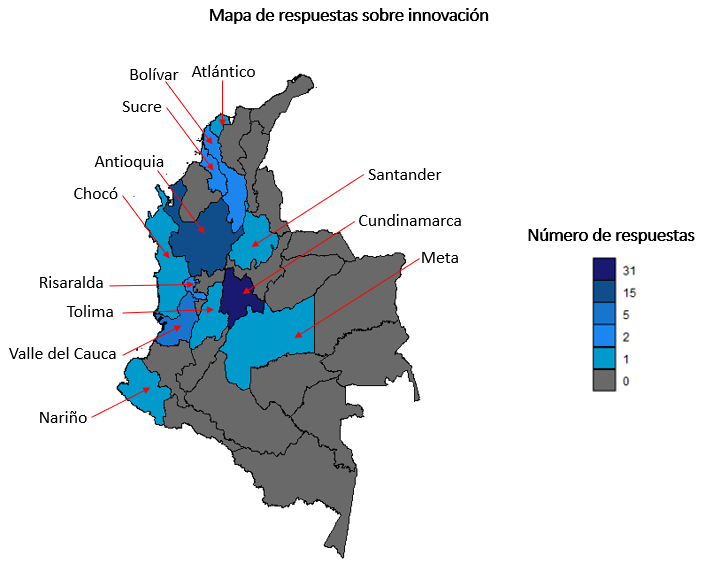 Mapa de respuestas sobre innovación
Bolívar
Atlántico
Sucre
Antioquia
Chocó
Santander
Cundinamarca
Meta
Risaralda
Tolima
Valle del Cauca
Nariño
Número de respuestas
31
15
5
2
1
0